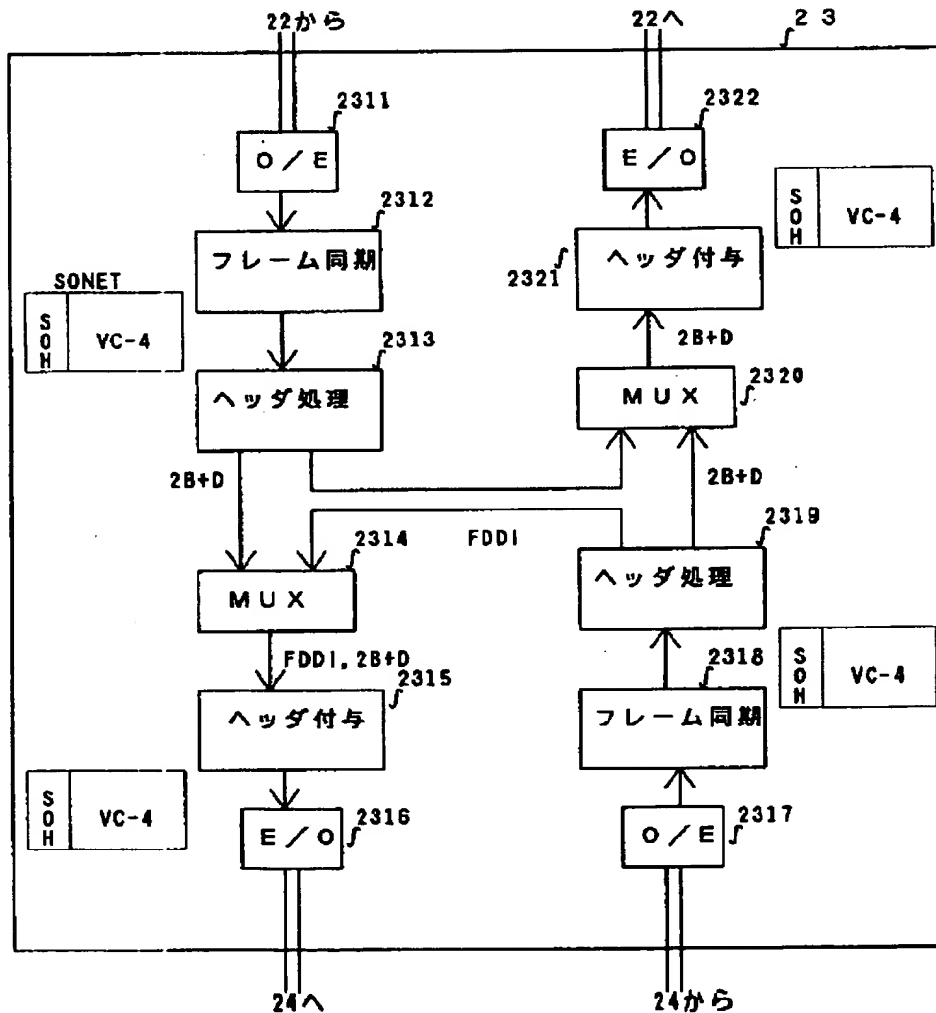 22から
22へ
23
2311
O/E
2322
E/O
2312
フレーム同期
SOH
VC-4
2321
ヘッダ付与
SONET
SOH
VC-4
2B+D
2313
ヘッダ処理
2320
MUX
2B+D
2B+D
2319
FDDI
2314
ヘッダ処理
MUX
FDDI,2B+D
2318
SOH
VC-4
2315
ヘッダ付与
フレーム同期
SOH
VC-4
2316
E/O
2317
O/E
24へ
24から